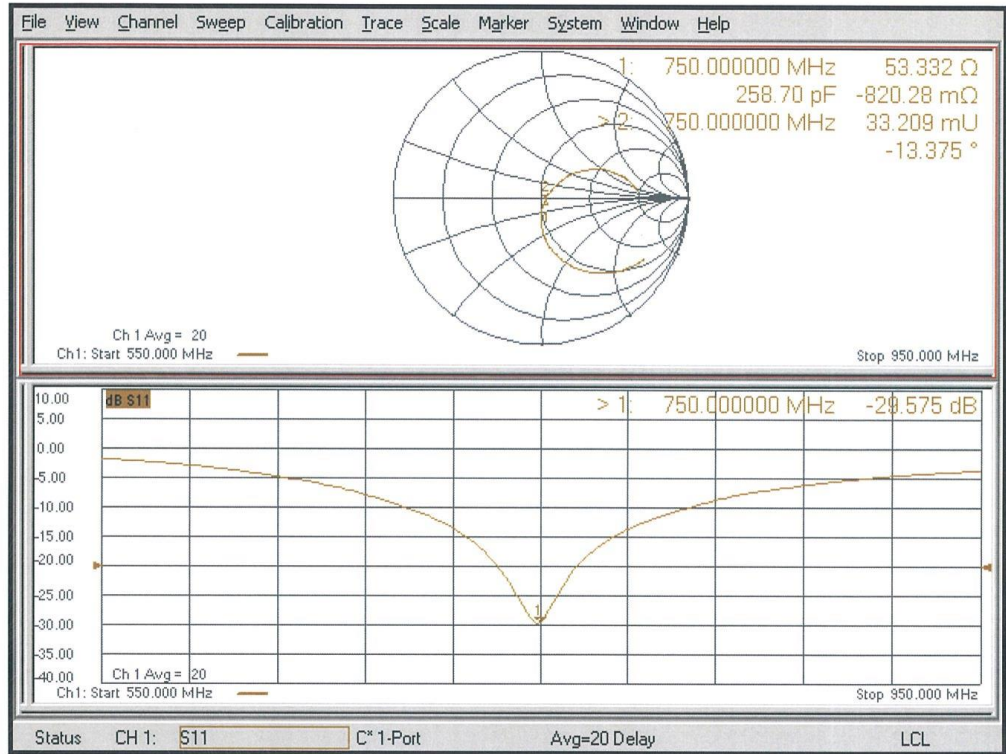 File View Channel Sweep Calibration Trace Scale Marker System Window Help
1: 750.000000 MHz 53.332 Ω
258.70 pF -820.28 mΩ
> 2: 750.000000 MHz 33.209 mU
-13.375 °
Ch 1 Avg = 20
Ch1: Start 550.000 MHz
Stop 950.000 MHz
10.00
dB S11
> 1: 750.000000 MHz -29.575 dB
5.00
0.00
-5.00
-10.00
-15.00
-20.00
-25.00
1
-30.00
-35.00
-40.00
Ch 1 Avg = 20
Ch1: Start 550.000 MHz
Stop 950.000 MHz
Status CH 1: S11 C* 1-Port Avg=20 Delay LCL